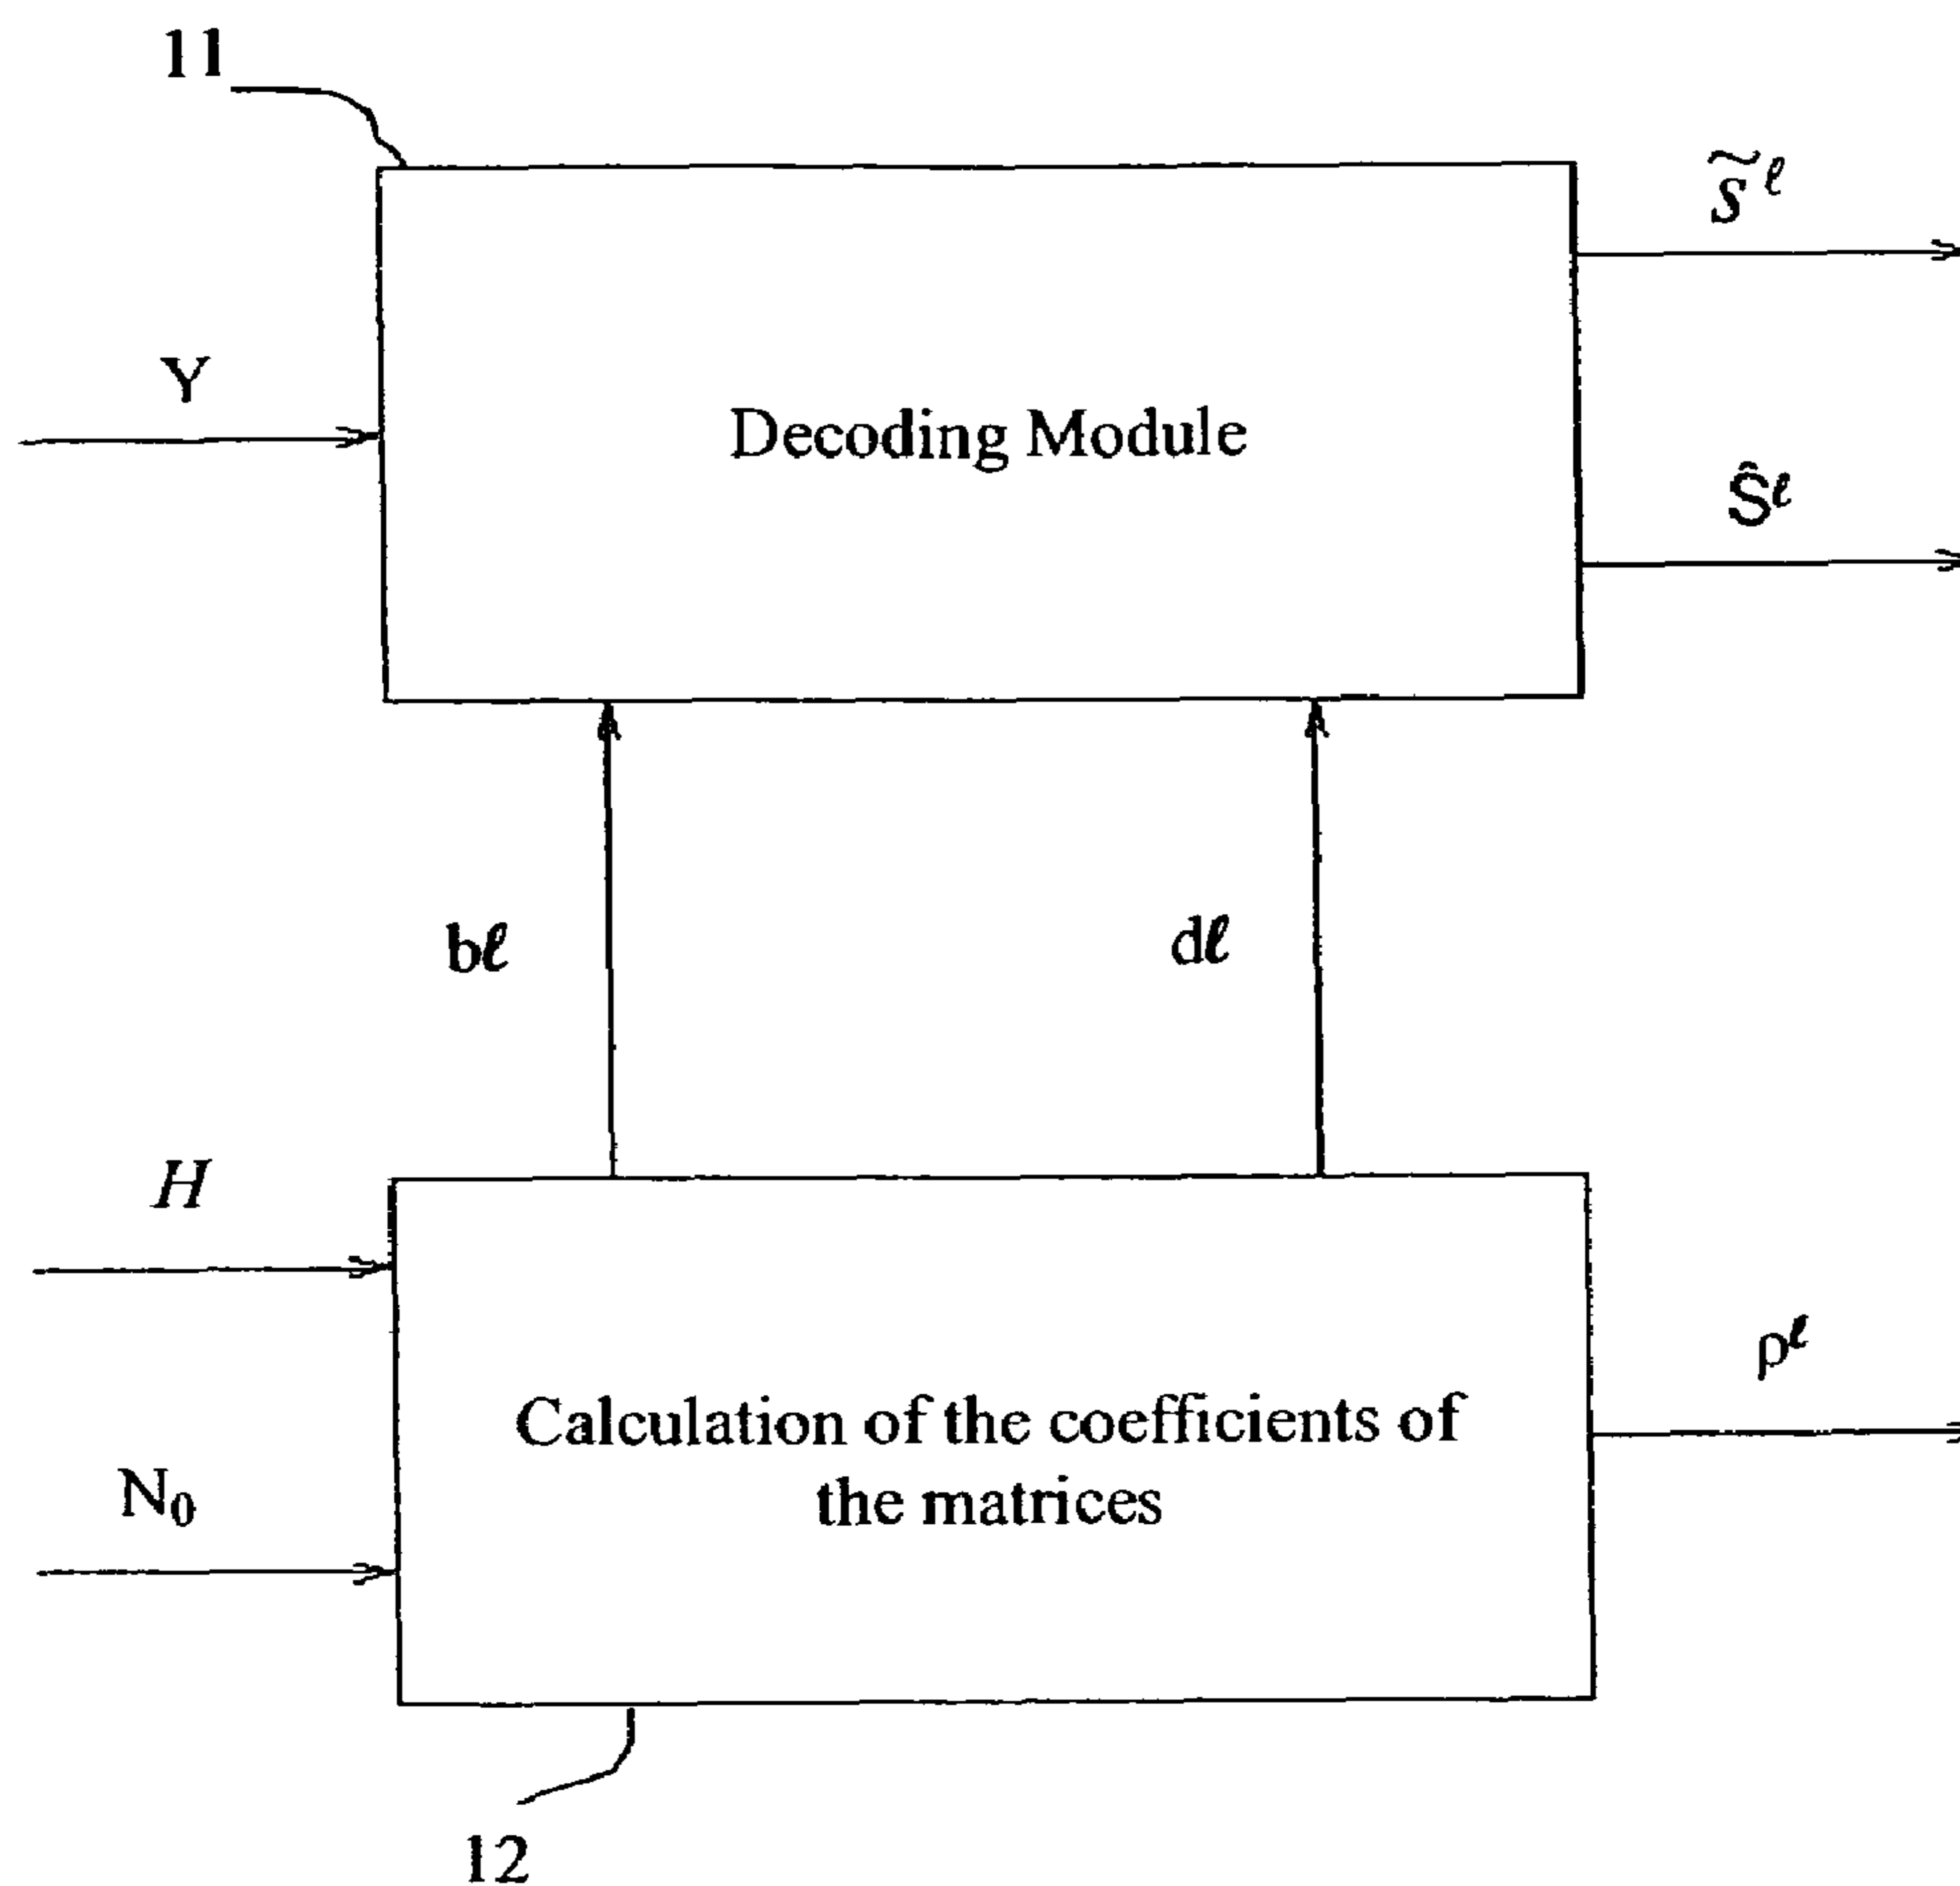 11
s̃ ℓ
Y
Decoding Module
Ŝℓ
bℓ
dℓ
H
ρℓ
Calculation of the coefficients of
the matrices
N0
12